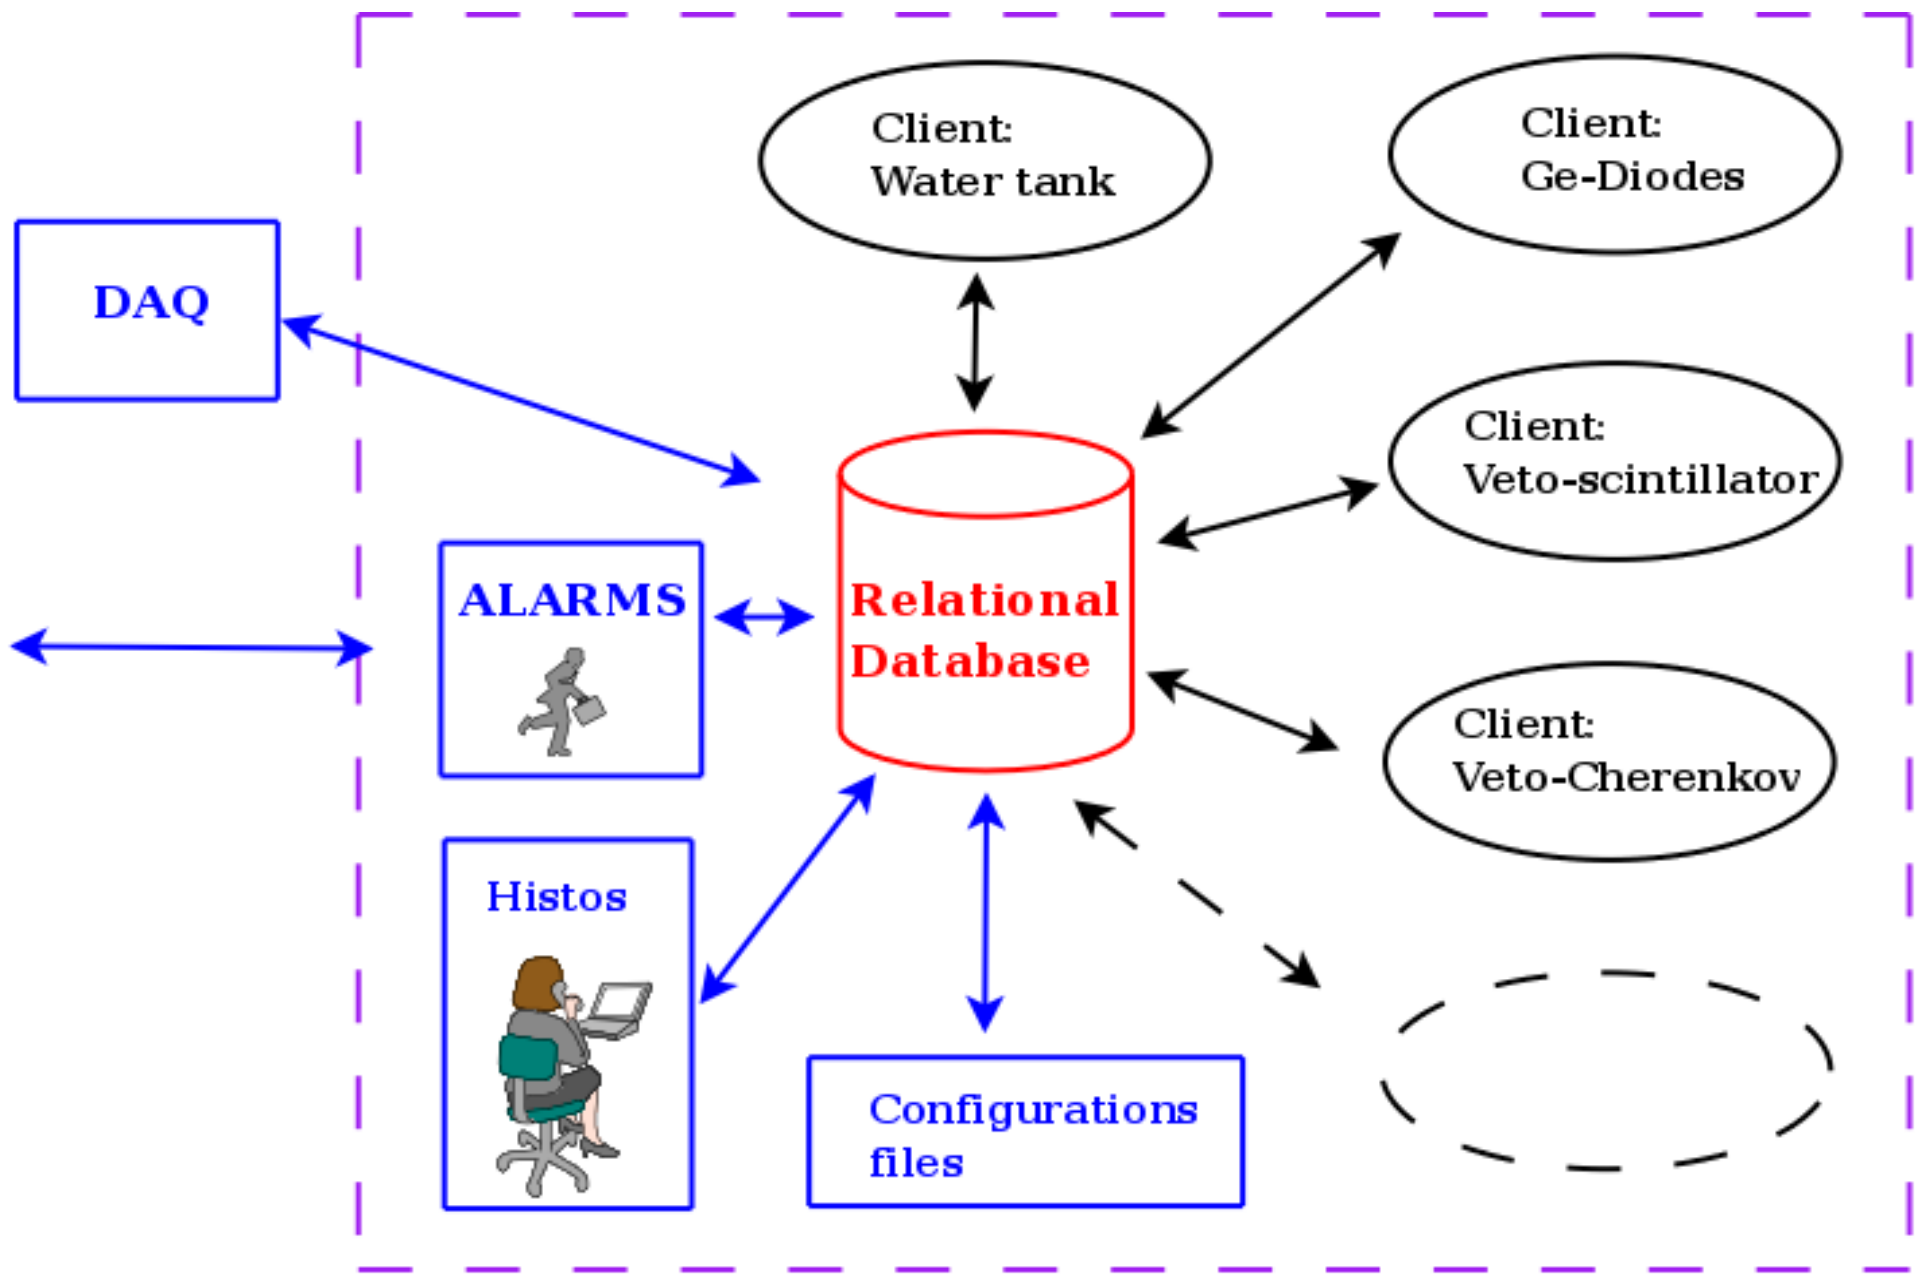 Client:
Water tank
Client:
Ge-Diodes
DAQ
Client:
Veto-scintillator
ALARMS
Relational
Database
Client:
Veto-Cherenkov
Histos
Configurations
files